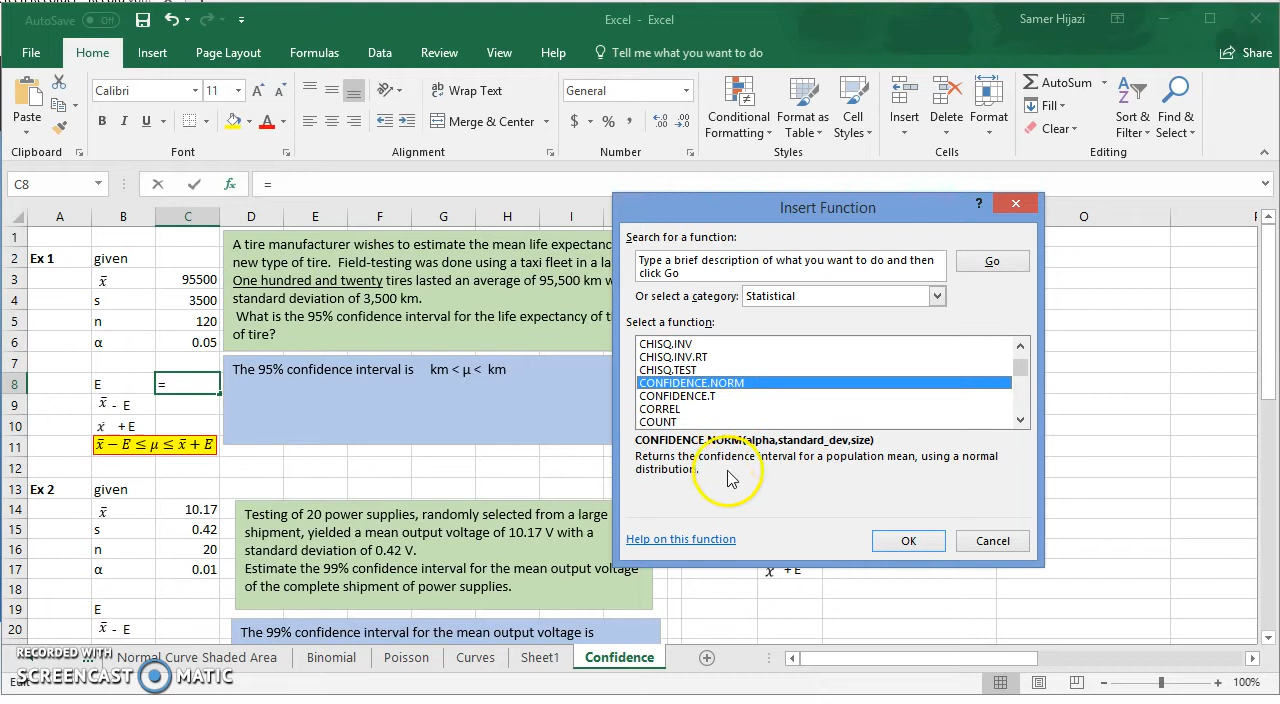 AutoSave Off Excel - Excel Samer Hijazi
File Home Insert Page Layout Formulas Data Review View Help Tell me what you want to do Share
Calibri 11 Wrap Text General AutoSum
Paste B I U Merge & Center $ % Conditional Formatting Format as Table Cell Styles Insert Delete Format Fill Clear Sort & Filter Find & Select
Clipboard Font Alignment Number Styles Cells Editing
C8 fx =
A B C D E F G H I O
1
2 Ex 1 given
3 x̄ 95500
4 s 3500
5 n 120
6 α 0.05
7
8 E =
9 x̄ - E
10 x + E
11 x̄ − E ≤ μ ≤ x̄ + E
12
13 Ex 2 given
14 x̄ 10.17
15 s 0.42
16 n 20
17 α 0.01
18
19 E
20 x̄ - E
A tire manufacturer wishes to estimate the mean life expectanc
new type of tire. Field-testing was done using a taxi fleet in a la
One hundred and twenty tires lasted an average of 95,500 km w
standard deviation of 3,500 km.
What is the 95% confidence interval for the life expectancy of t
of tire?
The 95% confidence interval is km < μ < km
Testing of 20 power supplies, randomly selected from a large
shipment, yielded a mean output voltage of 10.17 V with a
standard deviation of 0.42 V.
Estimate the 99% confidence interval for the mean output voltage
of the complete shipment of power supplies.
The 99% confidence interval for the mean output voltage is
Insert Function ?
Search for a function:
Type a brief description of what you want to do and then
click Go
Go
Or select a category: Statistical
Select a function:
CHISQ.INV
CHISQ.INV.RT
CHISQ.TEST
CONFIDENCE.NORM
CONFIDENCE.T
CORREL
COUNT
CONFIDENCE.NORM(alpha,standard_dev,size)
Returns the confidence interval for a population mean, using a normal
distribution.
Help on this function OK Cancel
x̄ + E
... Normal Curve Shaded Area Binomial Poisson Curves Sheet1 Confidence
RECORDED WITH
SCREENCAST MATIC
100%